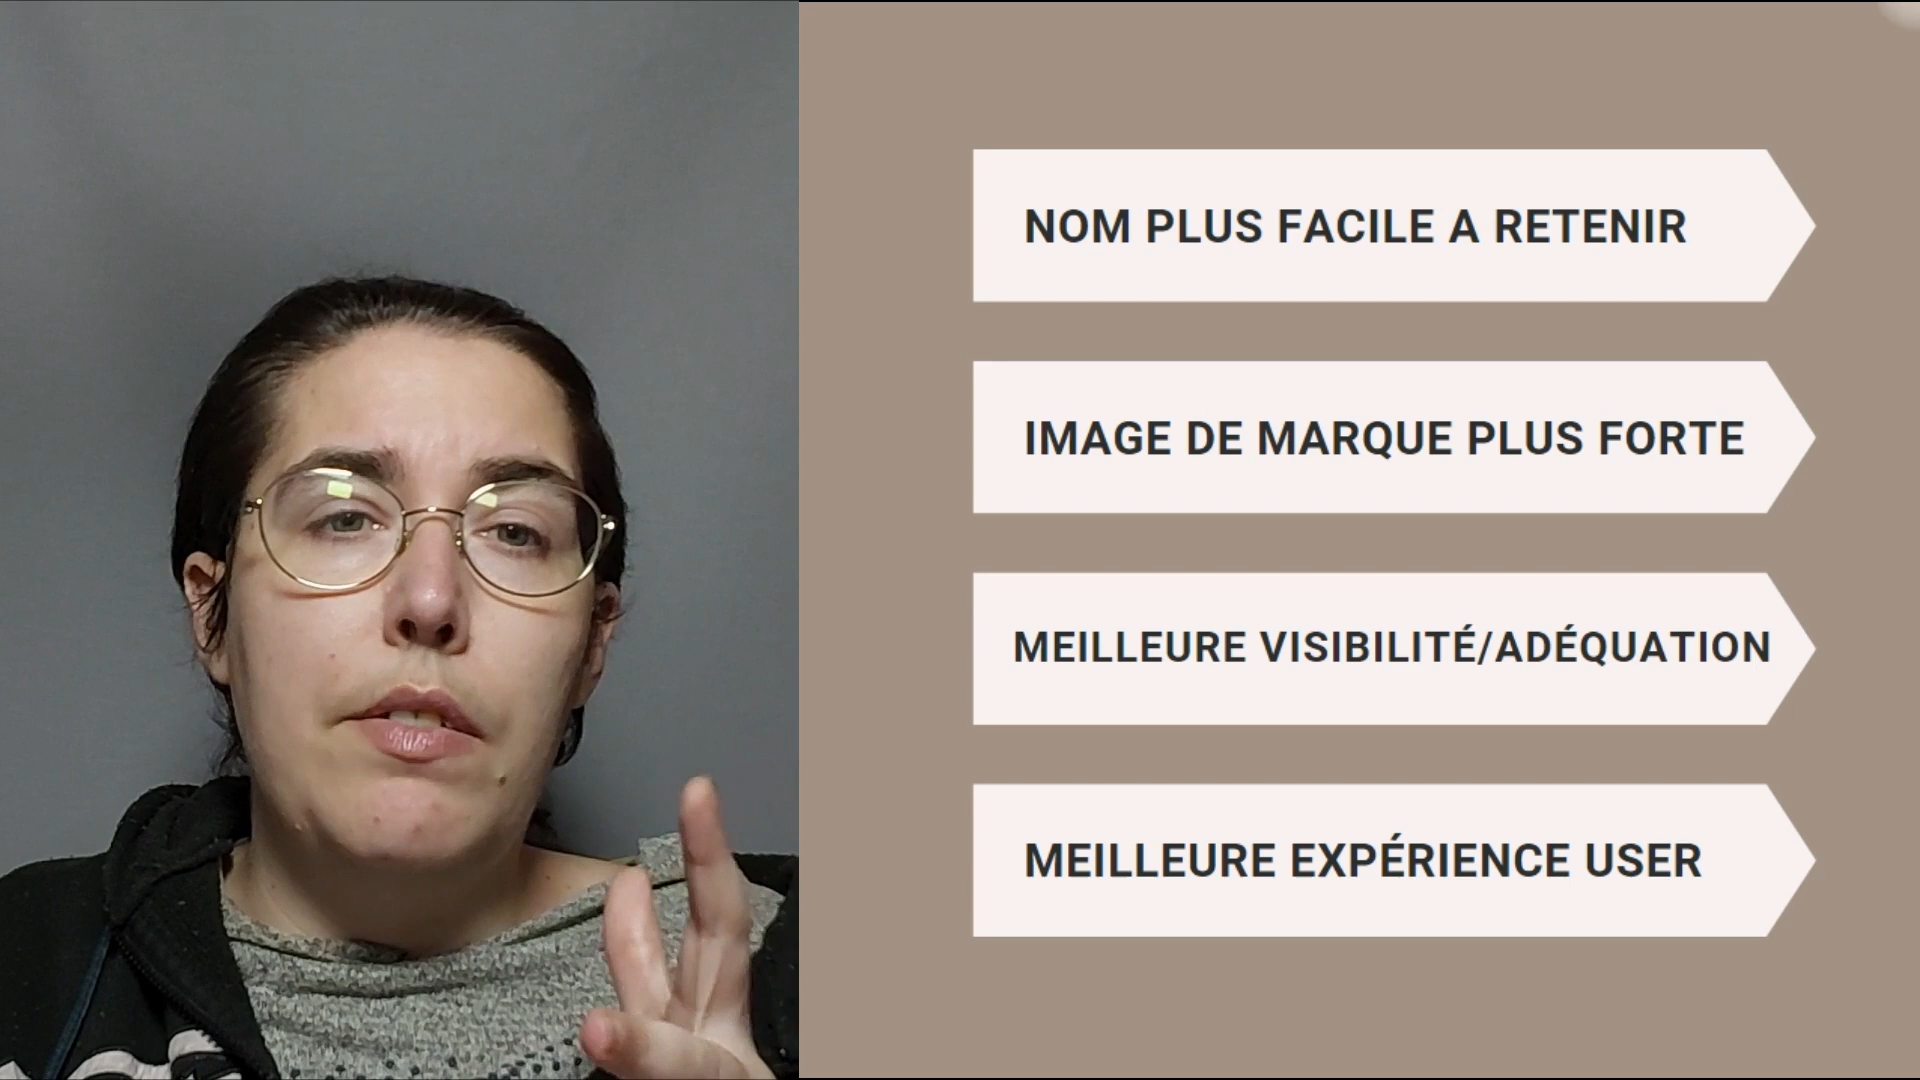 NOM PLUS FACILE A RETENIR
IMAGE DE MARQUE PLUS FORTE
MEILLEURE VISIBILITÉ/ADÉQUATION
MEILLEURE EXPÉRIENCE USER